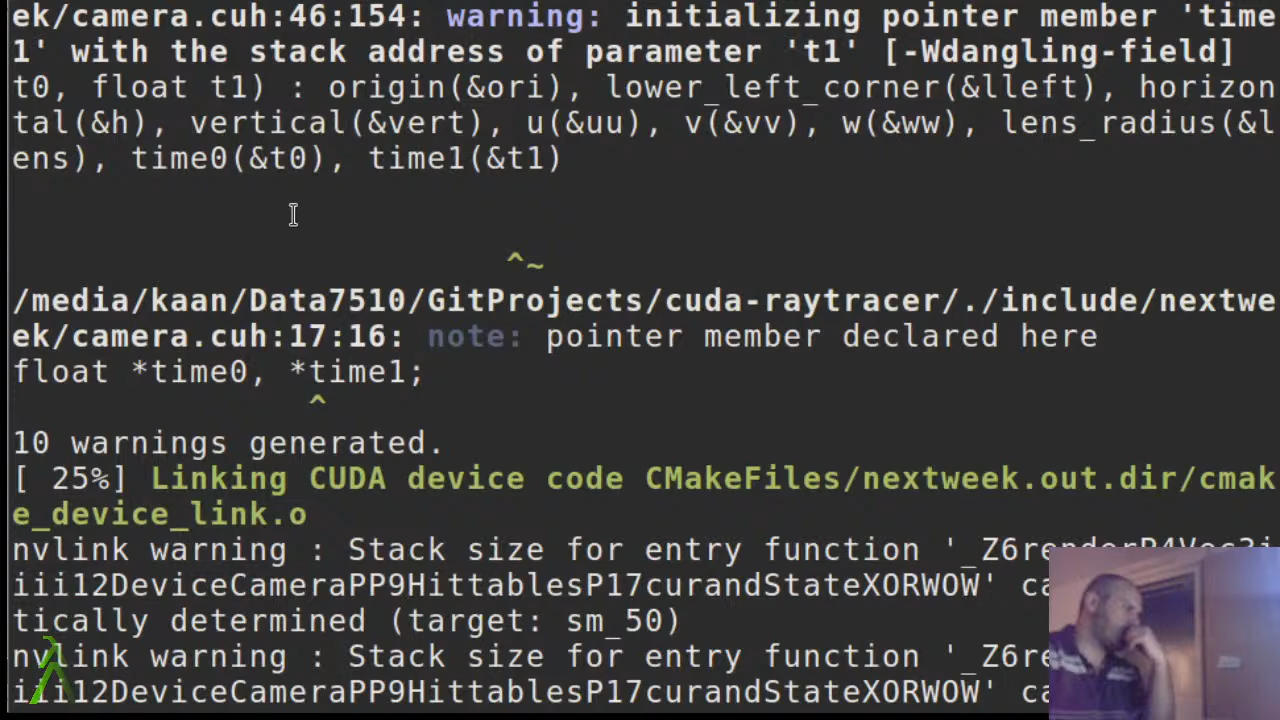 ek/camera.cuh:46:154: warning: initializing pointer member 'time
1' with the stack address of parameter 't1' [-Wdangling-field]
t0, float t1) : origin(&ori), lower_left_corner(&lleft), horizon
tal(&h), vertical(&vert), u(&uu), v(&vv), w(&ww), lens_radius(&l
ens), time0(&t0), time1(&t1)
^~
/media/kaan/Data7510/GitProjects/cuda-raytracer/./include/nextwe
ek/camera.cuh:17:16: note: pointer member declared here
float *time0, *time1;
^
10 warnings generated.
[ 25%] Linking CUDA device code CMakeFiles/nextweek.out.dir/cmak
e_device_link.o
nvlink warning : Stack size for entry function '_Z6renderP4Vec3i
iii12DeviceCameraPP9HittablesP17curandStateXORWOW' ca
tically determined (target: sm_50)
nvlink warning : Stack size for entry function '_Z6re
iii12DeviceCameraPP9HittablesP17curandStateXORWOW' ca